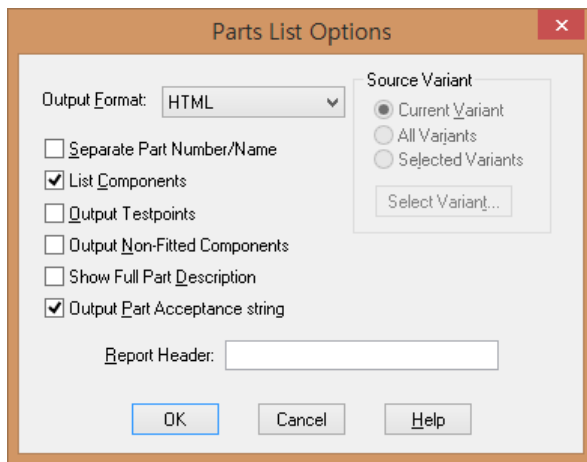 Parts List Options
Output Format: HTML
Separate Part Number/Name
List Components
Output Testpoints
Output Non-Fitted Components
Show Full Part Description
Output Part Acceptance string
Source Variant
Current Variant
All Variants
Selected Variants
Select Variant...
Report Header:
OK Cancel Help